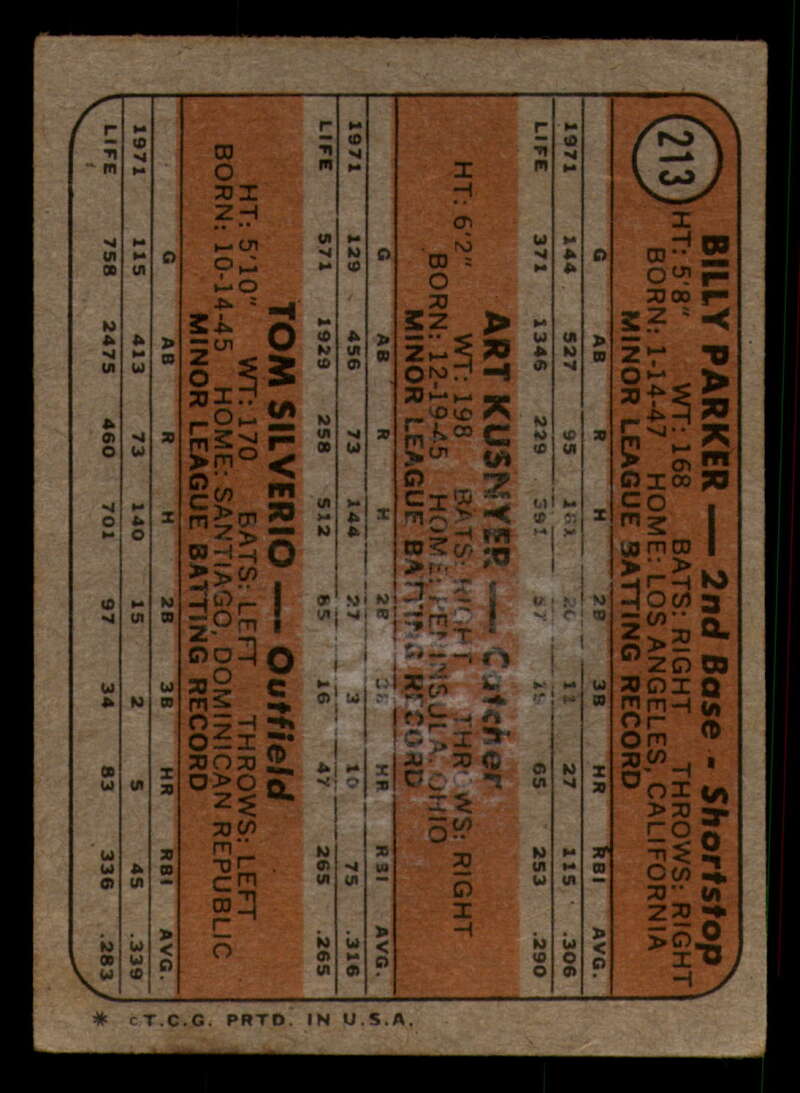 213
BILLY PARKER — 2nd Base - Shortstop
HT: 5'8" WT: 168 BATS: RIGHT THROWS: RIGHT
BORN: 1-14-47 HOME: LOS ANGELES, CALIFORNIA
MINOR LEAGUE BATTING RECORD
G AB R H 2B 3B HR RBI AVG.
1971 144 527 95 161 20 11 27 115 .306
LIFE 371 1346 229 391 57 65 253 .290
ART KUSNYER — Catcher
HT: 6'2" WT: 198 BATS: RIGHT THROWS: RIGHT
BORN: 12-19-45 HOME: PENINSULA, OHIO
MINOR LEAGUE BATTING RECORD
G AB R H 2B 3B HR RBI AVG.
1971 129 456 73 144 27 3 10 75 .316
LIFE 571 1929 258 512 85 16 47 265 .265
TOM SILVERIO — Outfield
HT: 5'10" WT: 170 BATS: LEFT THROWS: LEFT
BORN: 10-14-45 HOME: SANTIAGO, DOMINICAN REPUBLIC
MINOR LEAGUE BATTING RECORD
G AB R H 2B 3B HR RBI AVG.
1971 115 413 73 140 15 2 5 45 .339
LIFE 758 2475 460 701 97 34 83 336 .283
* ©T.C.G. PRTD. IN U.S.A.